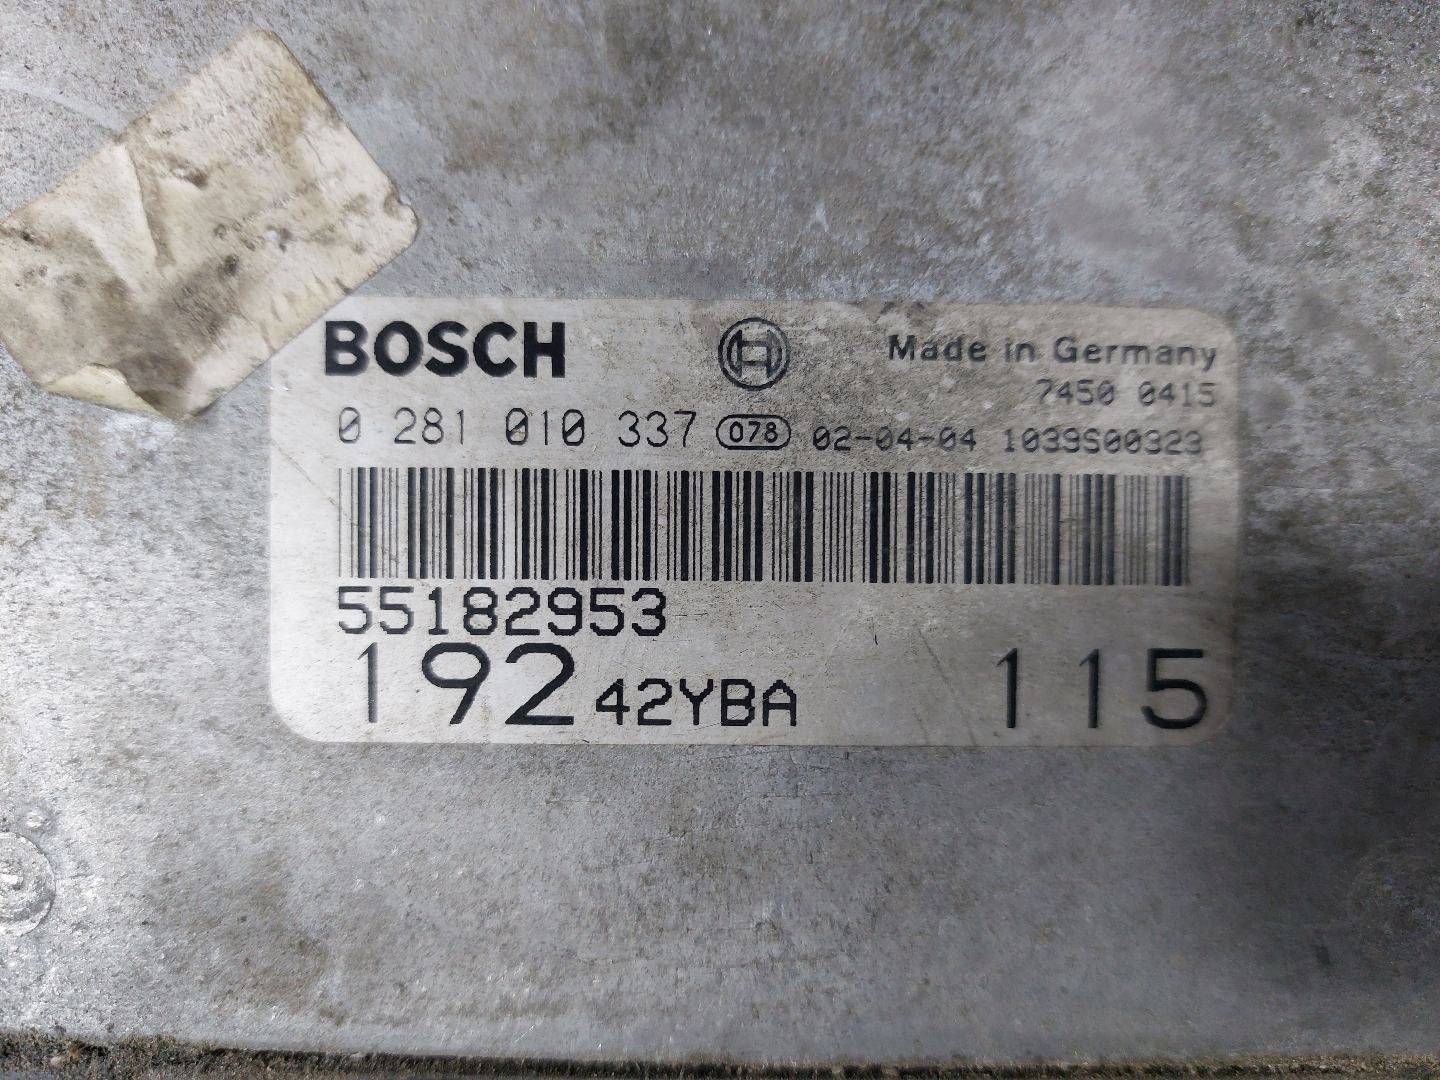 BOSCH Made in Germany
7450 0415
0 281 010 337 078 02-04-04 1039S00323
55182953
192 42YBA 115